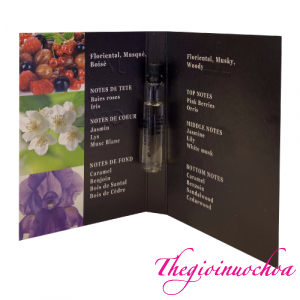 Floriental, Musqué,
Boisé
NOTES DE TETE
Baies roses
Iris
NOTES DE COEUR
Jasmin
Lys
Musc Blanc
NOTES DE FOND
Caramel
Benjoin
Bois de Santal
Bois de Cèdre
Floriental, Musky,
Woody
TOP NOTES
Pink Berries
Orris
MIDDLE NOTES
Jasmine
Lily
White musk
BOTTOM NOTES
Caramel
Benzoin
Sandalwood
Cedarwood
Thegioinuochoa